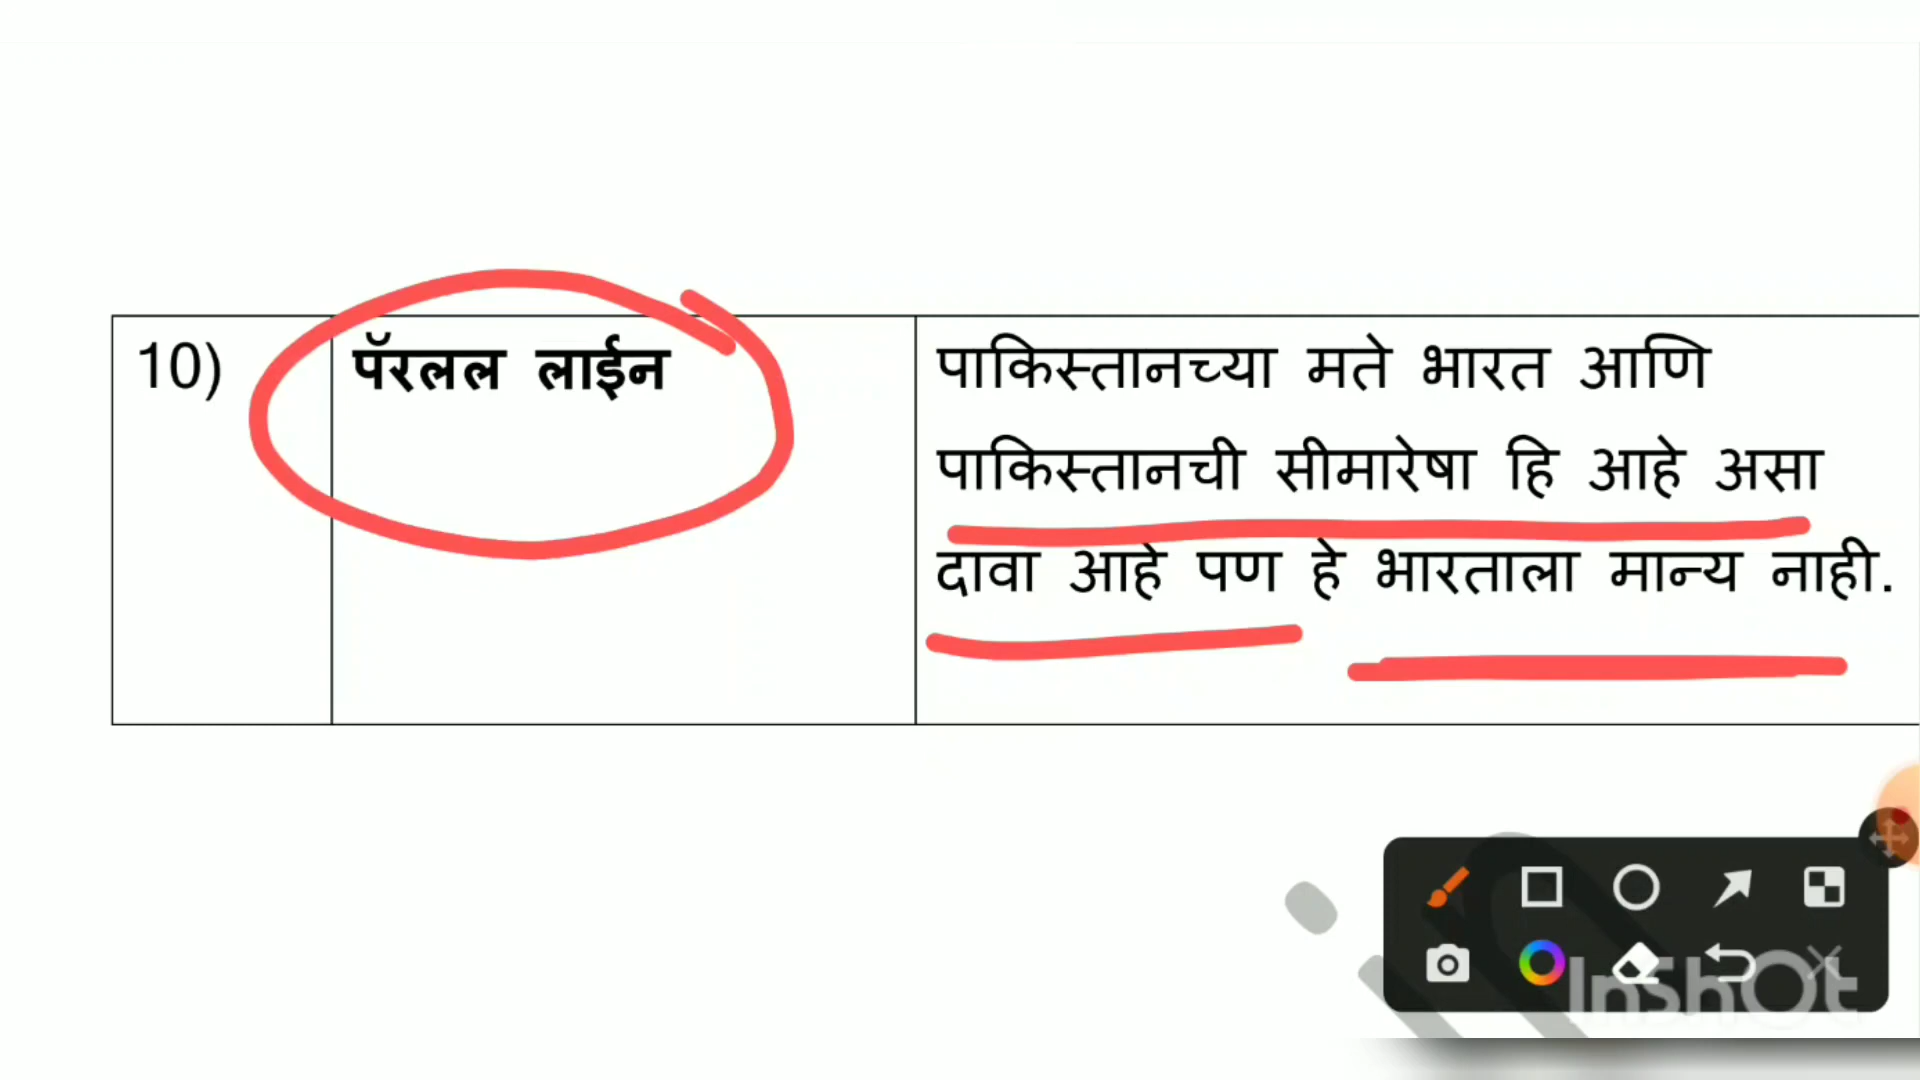 10) पॅरलल लाईन पाकिस्तानच्या मते भारत आणि
पाकिस्तानची सीमारेषा हि आहे असा
दावा आहे पण हे भारताला मान्य नाही.
InShOt